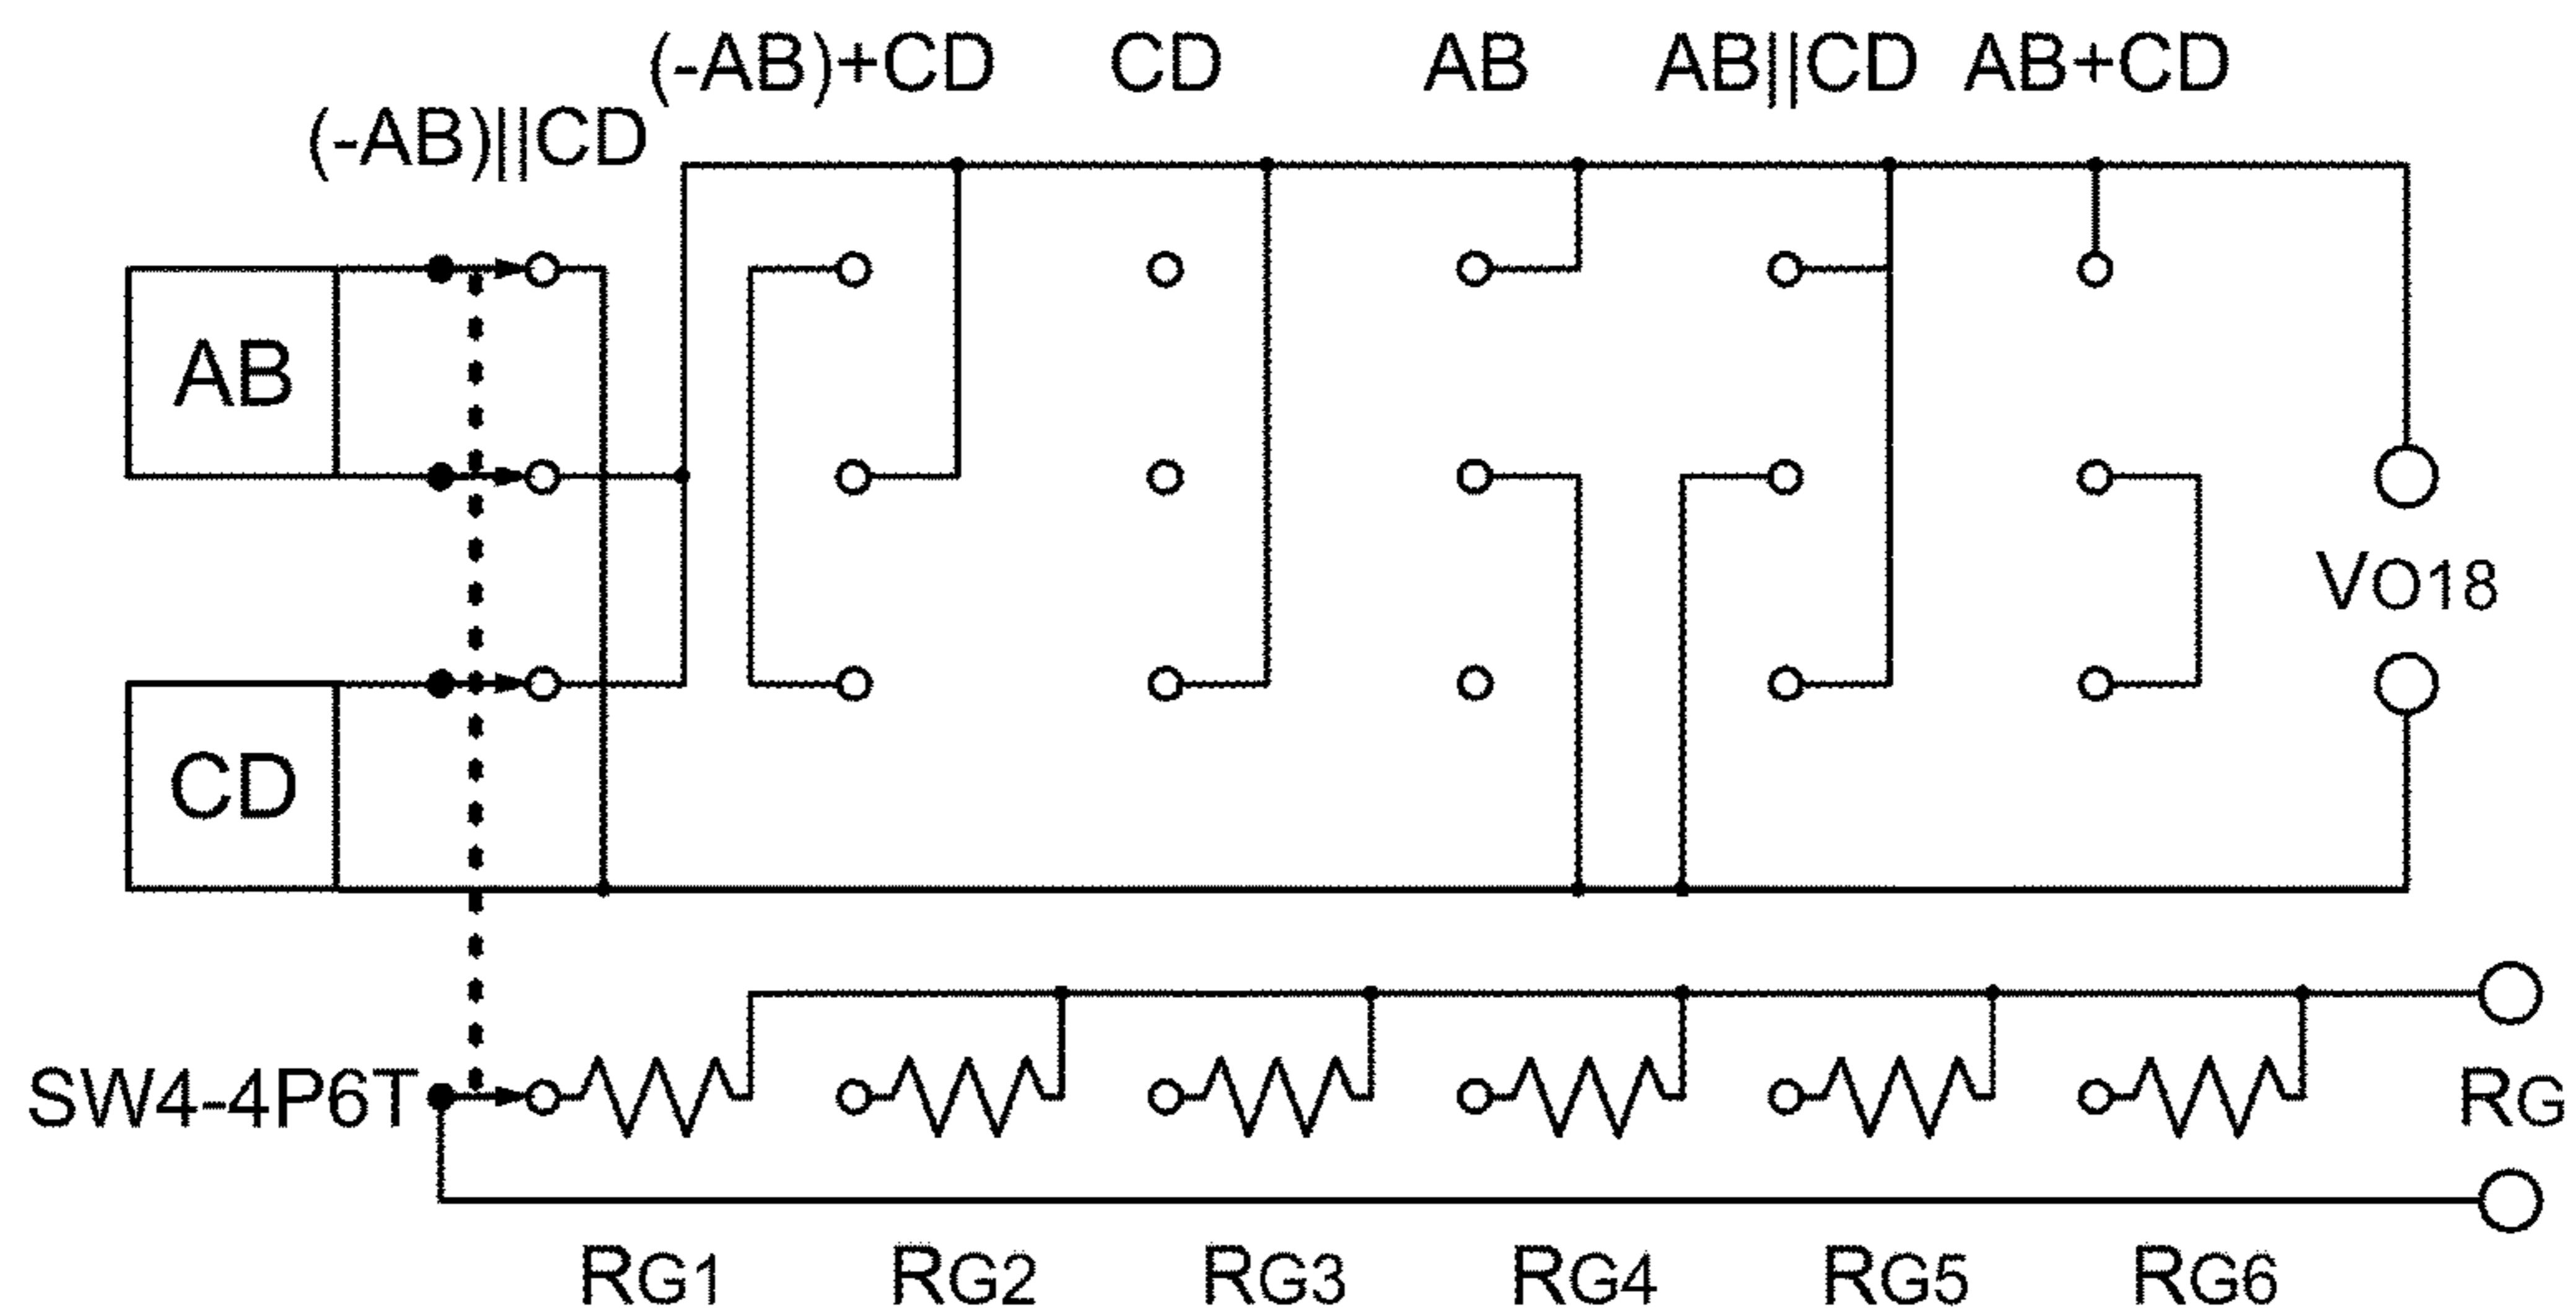 (-AB)+CD CD AB AB||CD AB+CD
(-AB)||CD
AB
VO18
CD
SW4-4P6T
RG
RG1 RG2 RG3 RG4 RG5 RG6